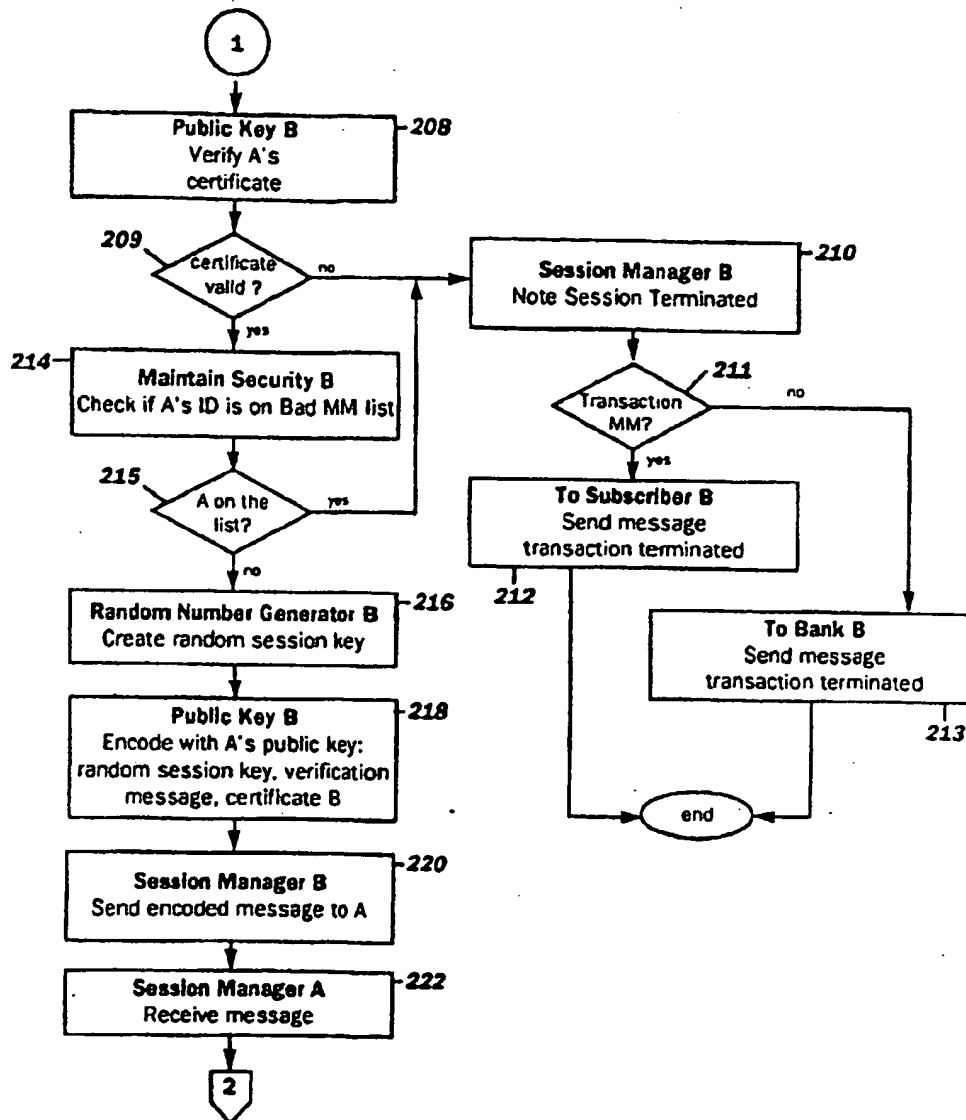 1
Public Key B
Verify A's
certificate
208
209
certificate
valid ?
no
yes
Session Manager B
Note Session Terminated
210
214
Maintain Security B
Check if A's ID is on Bad MM list
211
Transaction
MM?
no
yes
215
A on the
list?
yes
no
To Subscriber B
Send message
transaction terminated
212
Random Number Generator B
Create random session key
216
To Bank B
Send message
transaction terminated
213
Public Key B
Encode with A's public key:
random session key, verification
message, certificate B
218
end
Session Manager B
Send encoded message to A
220
Session Manager A
Receive message
222
2